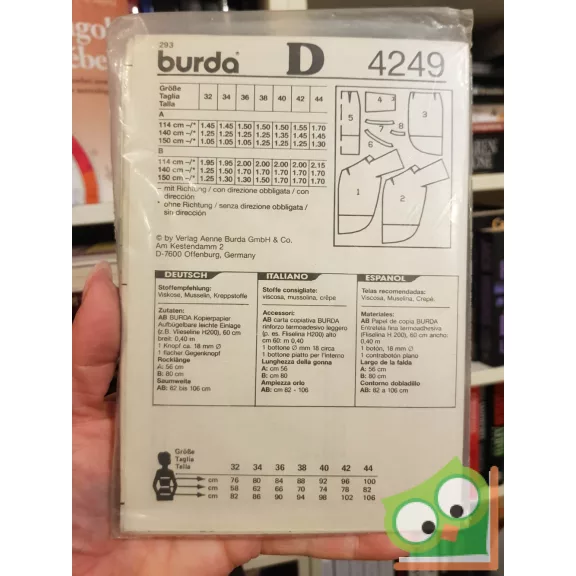 293
burda D 4249
Größe
Taglia
Talla
32 34 36 38 40 42 44
A
114 cm –/* 1.45 1.45 1.50 1.50 1.50 1.55 1.70
140 cm –/* 1.25 1.25 1.25 1.25 1.35 1.45 1.45
150 cm –/* 1.05 1.05 1.05 1.25 1.25 1.25 1.30
B
114 cm –/* 1.95 1.95 2.00 2.00 2.00 2.00 2.15
140 cm –/* 1.25 1.50 1.70 1.70 1.70 1.70 1.70
150 cm –/* 1.25 1.30 1.30 1.50 1.70 1.70 1.70
– mit Richtung / con direzione obbligata / con
dirección
* ohne Richtung / senza direzione obbligata /
sin dirección
5 4 3
6
7 8
1 2
© by Verlag Aenne Burda GmbH & Co.
Am Kestendamm 2
D-7600 Offenburg, Germany
DEUTSCH
Stoffempfehlung:
Viskose, Musselin, Kreppstoffe
Zutaten:
AB BURDA Kopierpapier
Aufbügelbare leichte Einlage
(z.B. Vlieseline H200), 60 cm
breit: 0,40 m
1 Knopf ca. 18 mm ∅
1 flacher Gegenknopf
Rocklänge
A: 56 cm
B: 80 cm
Saumweite
AB: 82 bis 106 cm
ITALIANO
Stoffe consigliate:
viscosa, mussolina, crêpe
Accessori:
AB carta copiativa BURDA
rinforzo termoadesivo leggero
(p. es. Fliselina H 200) alto
cm 60: m 0,40
1 bottone ∅ mm 18 circa
1 bottone piatto per l'interco
Lunghezza della gonna
A: cm 56
B: cm 80
Ampiezza orlo
AB: cm 82 - 106
ESPAÑOL
Telas recomendadas:
Viscosa, Muselina, Crepé.
Materiales:
AB Papel de copia BURDA
Entretela fina termoadhesiva
(Fliselina H 200), 60 cm ancho:
0,40 m
1 botón, 18 mm ∅
1 contrabotón plano
Largo de la falda
A: 56 cm
B: 80 cm
Contorno dobladillo
AB: 82 a 106 cm
Größe
Taglia
Talla
32 34 36 38 40 42 44
cm 76 80 84 88 92 96 100
cm 58 62 66 70 74 78 82
cm 82 86 90 94 98 102 106